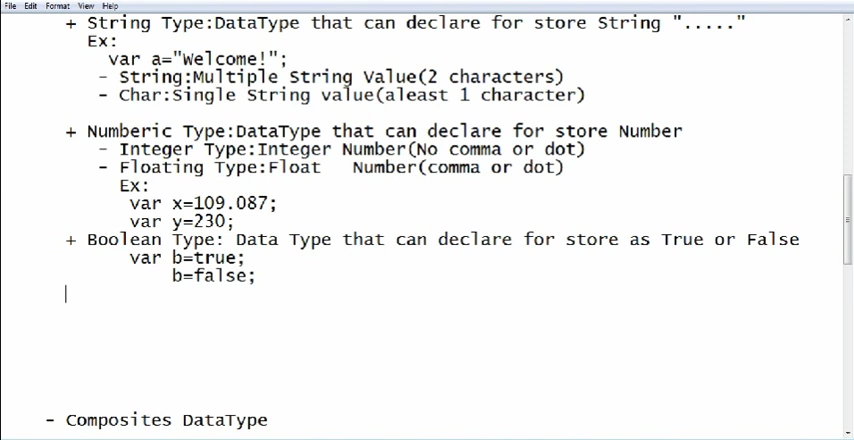 File Edit Format View Help
+ String Type:DataType that can declare for store String "....."
Ex:
var a="Welcome!";
- String:Multiple String Value(2 characters)
- Char:Single String value(aleast 1 character)
+ Numberic Type:DataType that can declare for store Number
- Integer Type:Integer Number(No comma or dot)
- Floating Type:Float Number(comma or dot)
Ex:
var x=109.087;
var y=230;
+ Boolean Type: Data Type that can declare for store as True or False
var b=true;
b=false;
- Composites DataType